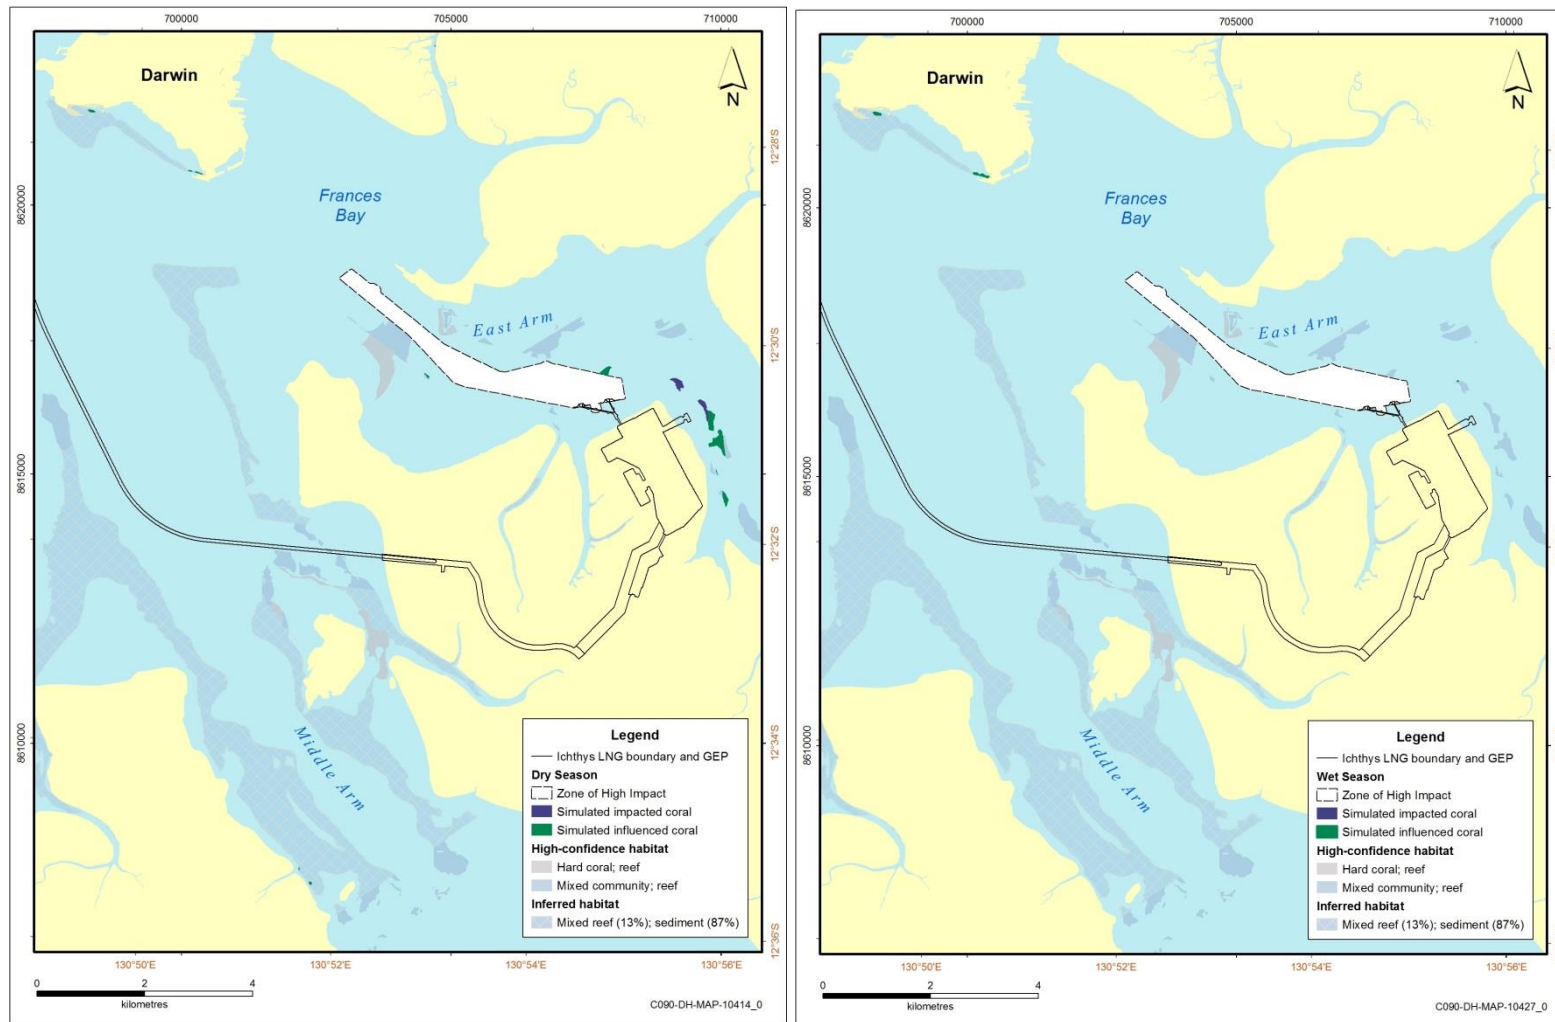 700000
705000
710000
Darwin
N
12°28'S
8620000
Frances
Bay
East Arm
12°30'S
8615000
12°32'S
8610000
Middle Arm
12°34'S
Legend
Ichthys LNG boundary and GEP
Dry Season
Zone of High Impact
Simulated impacted coral
Simulated influenced coral
High-confidence habitat
Hard coral; reef
Mixed community; reef
Inferred habitat
Mixed reef (13%); sediment (87%)
12°36'S
130°50'E
130°52'E
130°54'E
130°56'E
0
2
4
kilometres
C090-DH-MAP-10414_0
700000
705000
710000
Darwin
N
8620000
Frances
Bay
East Arm
8615000
8610000
Middle Arm
Legend
Ichthys LNG boundary and GEP
Wet Season
Zone of High Impact
Simulated impacted coral
Simulated influenced coral
High-confidence habitat
Hard coral; reef
Mixed community; reef
Inferred habitat
Mixed reef (13%); sediment (87%)
130°50'E
130°52'E
130°54'E
130°56'E
0
2
4
kilometres
C090-DH-MAP-10427_0